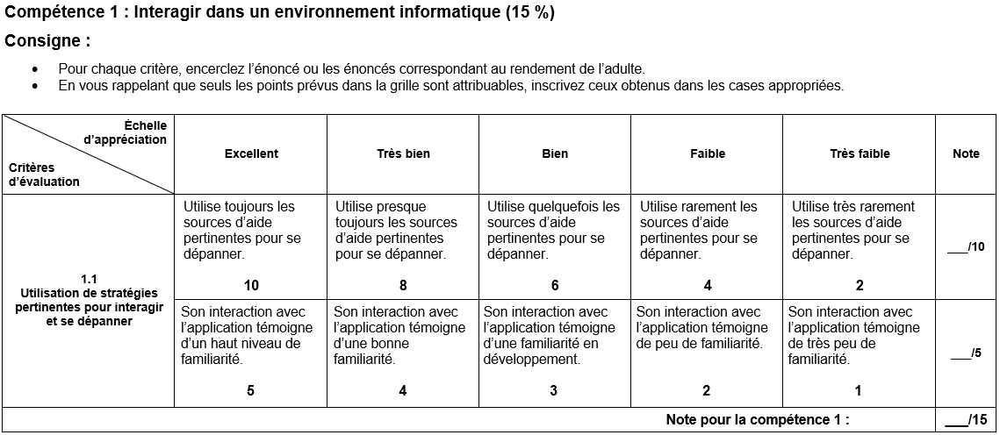 Compétence 1 : Interagir dans un environnement informatique (15 %)
Consigne :
• Pour chaque critère, encerclez l’énoncé ou les énoncés correspondant au rendement de l’adulte.
• En vous rappelant que seuls les points prévus dans la grille sont attribuables, inscrivez ceux obtenus dans les cases appropriées.
Échelle
d’appréciation
Critères
d’évaluation
Excellent
Très bien
Bien
Faible
Très faible
Note
1.1
Utilisation de stratégies
pertinentes pour interagir
et se dépanner
Utilise toujours les
sources d’aide
pertinentes pour se
dépanner.
10
Utilise presque
toujours les sources
d’aide pertinentes
pour se dépanner.
8
Utilise quelquefois les
sources d’aide
pertinentes pour se
dépanner.
6
Utilise rarement les
sources d’aide
pertinentes pour se
dépanner.
4
Utilise très rarement
les sources d’aide
pertinentes pour se
dépanner.
2
___/10
Son interaction avec
l’application témoigne
d’un haut niveau de
familiarité.
5
Son interaction avec
l’application témoigne
d’une bonne
familiarité.
4
Son interaction avec
l’application témoigne
d’une familiarité en
développement.
3
Son interaction avec
l’application témoigne
de peu de familiarité.
2
Son interaction avec
l’application témoigne
de très peu de
familiarité.
1
___/5
Note pour la compétence 1 :
___/15